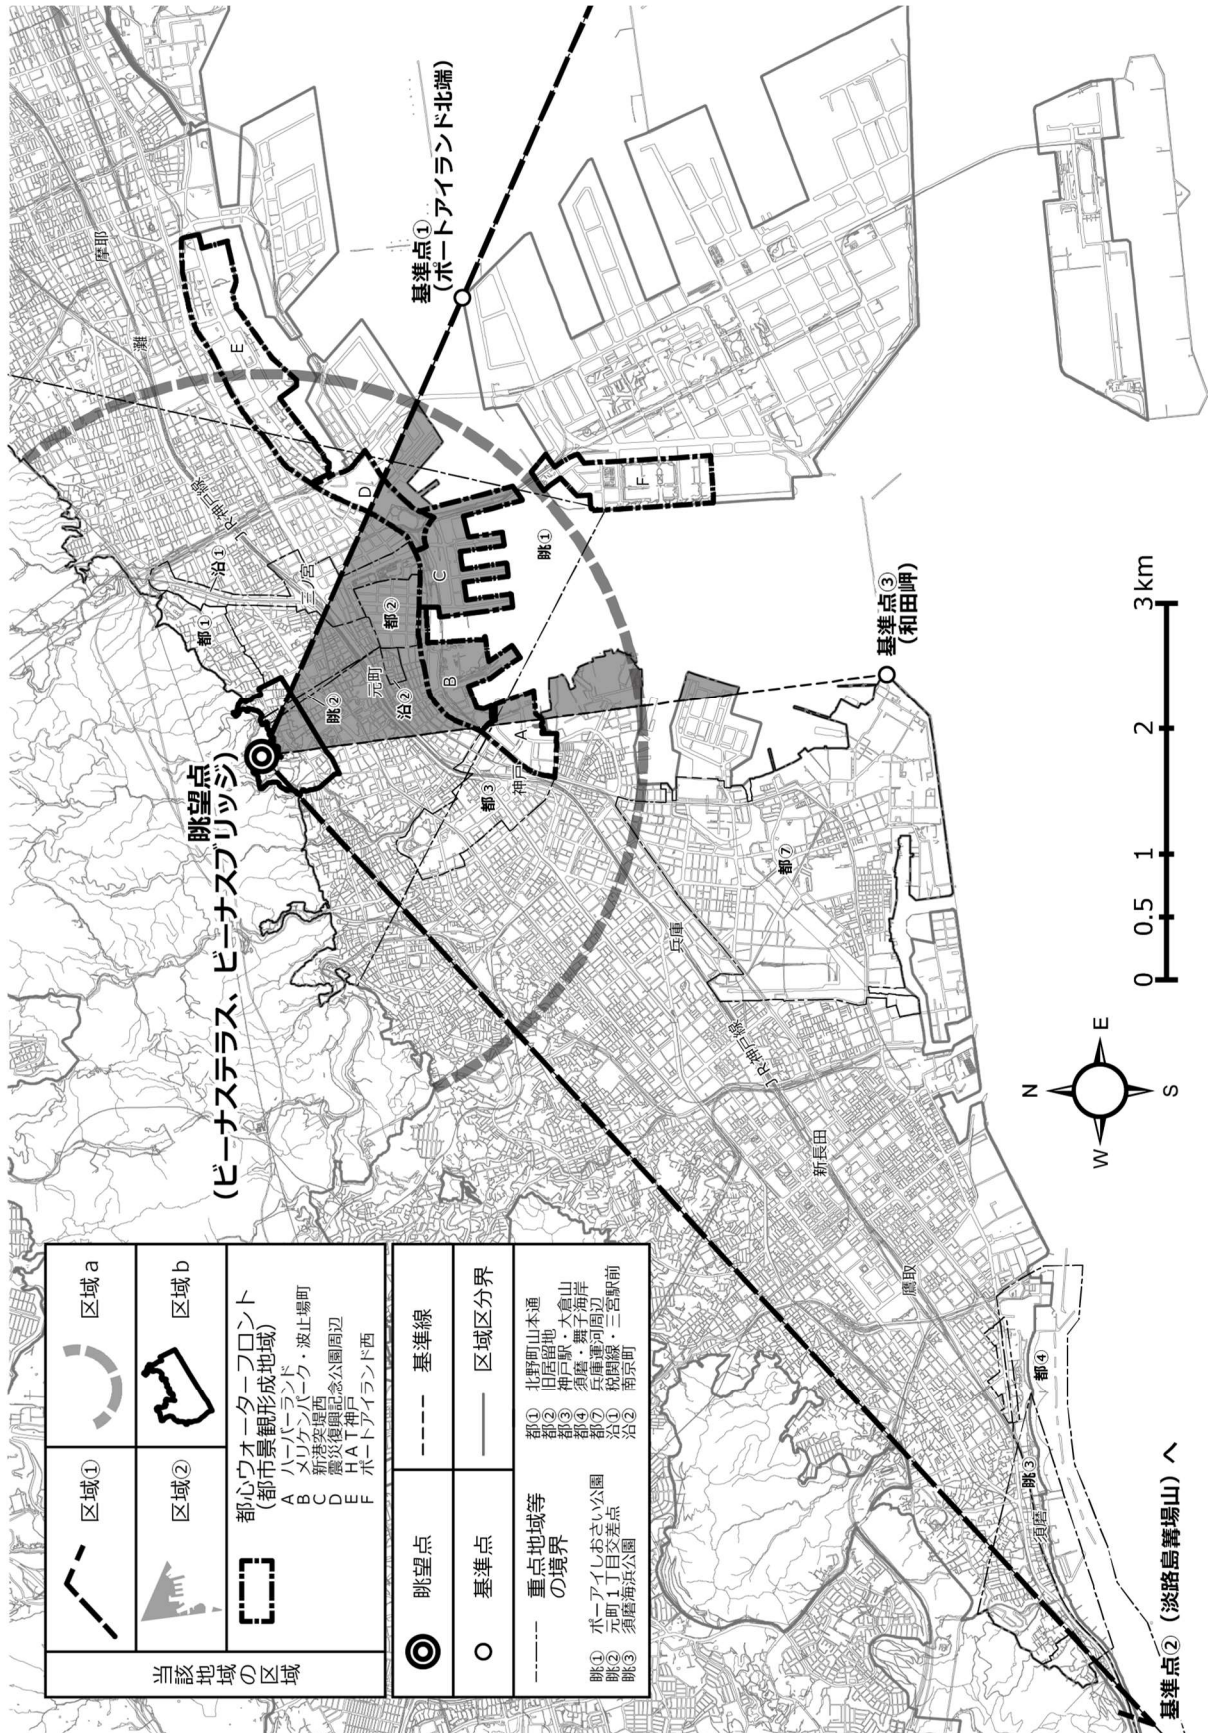 眺望点
(ビーナステラス、ビーナスブリッジ)
基準点①
(ポートアイランド北端)
摩耶
灘
E
JR神戸線
沿①
三ノ宮
都①
D
都②
C
眺①
F
眺②
元町
沿②
B
A
神戸
都③
基準点③
(和田岬)
都⑦
兵庫
JR神戸線
新長田
鷹取
都④
眺③
須磨
基準点② (淡路島籌場山) へ
0 0.5 1 2 3km
N
W
E
S
当該地域の区域
区域①
区域a
区域②
区域b
都心ウォーターフロント
(都市景観形成地域)
A ハーバーランド
B メリケンパーク・波止場町
C 新港突堤西
D 震災復興記念公園周辺
E HAT神戸
F ポートアイランド西
眺望点
基準線
基準点
区域区分界
重点地域等
の境界
眺① ポーアイしおさい公園
眺② 元町1丁目交差点
眺③ 須磨海浜公園
都① 北野町山本通
都② 旧居留地
都③ 神戸駅・大倉山
都④ 須磨・舞子海岸
都⑦ 兵庫運河周辺
沿① 税関線・三宮駅前
沿② 南京町